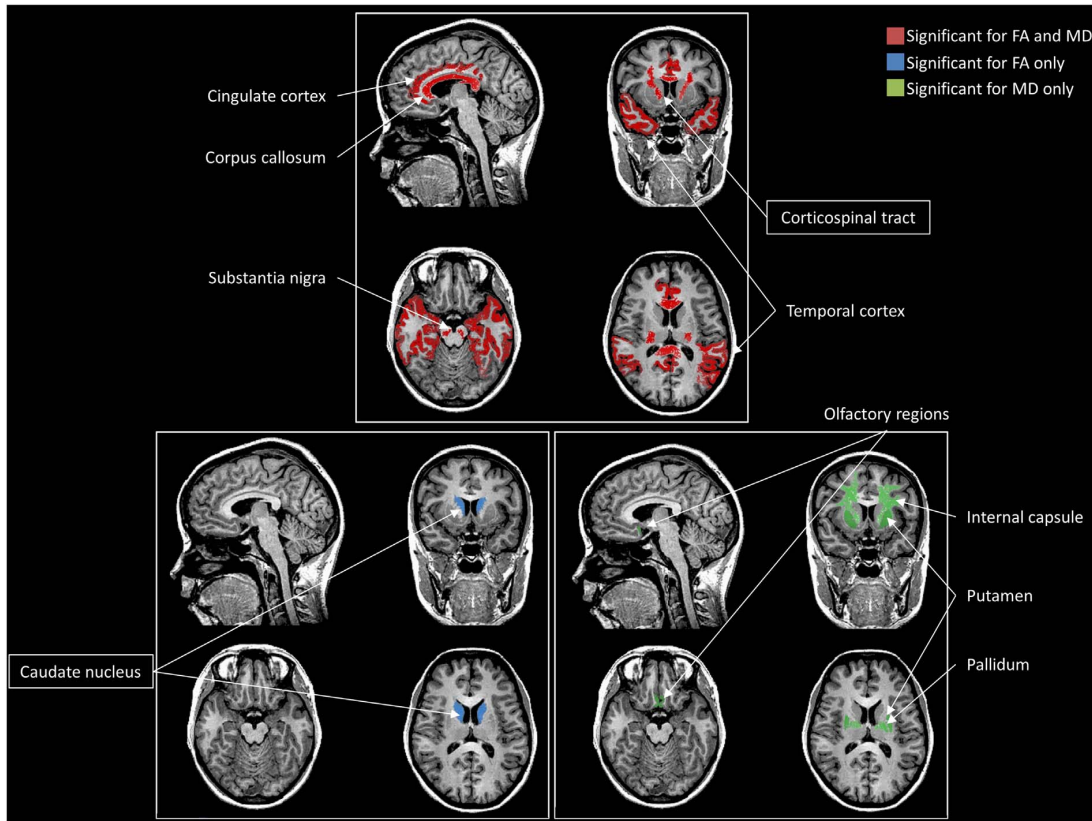 Significant for FA and MD
Significant for FA only
Significant for MD only
Cingulate cortex
Corpus callosum
Corticospinal tract
Substantia nigra
Temporal cortex
Olfactory regions
Internal capsule
Putamen
Caudate nucleus
Pallidum